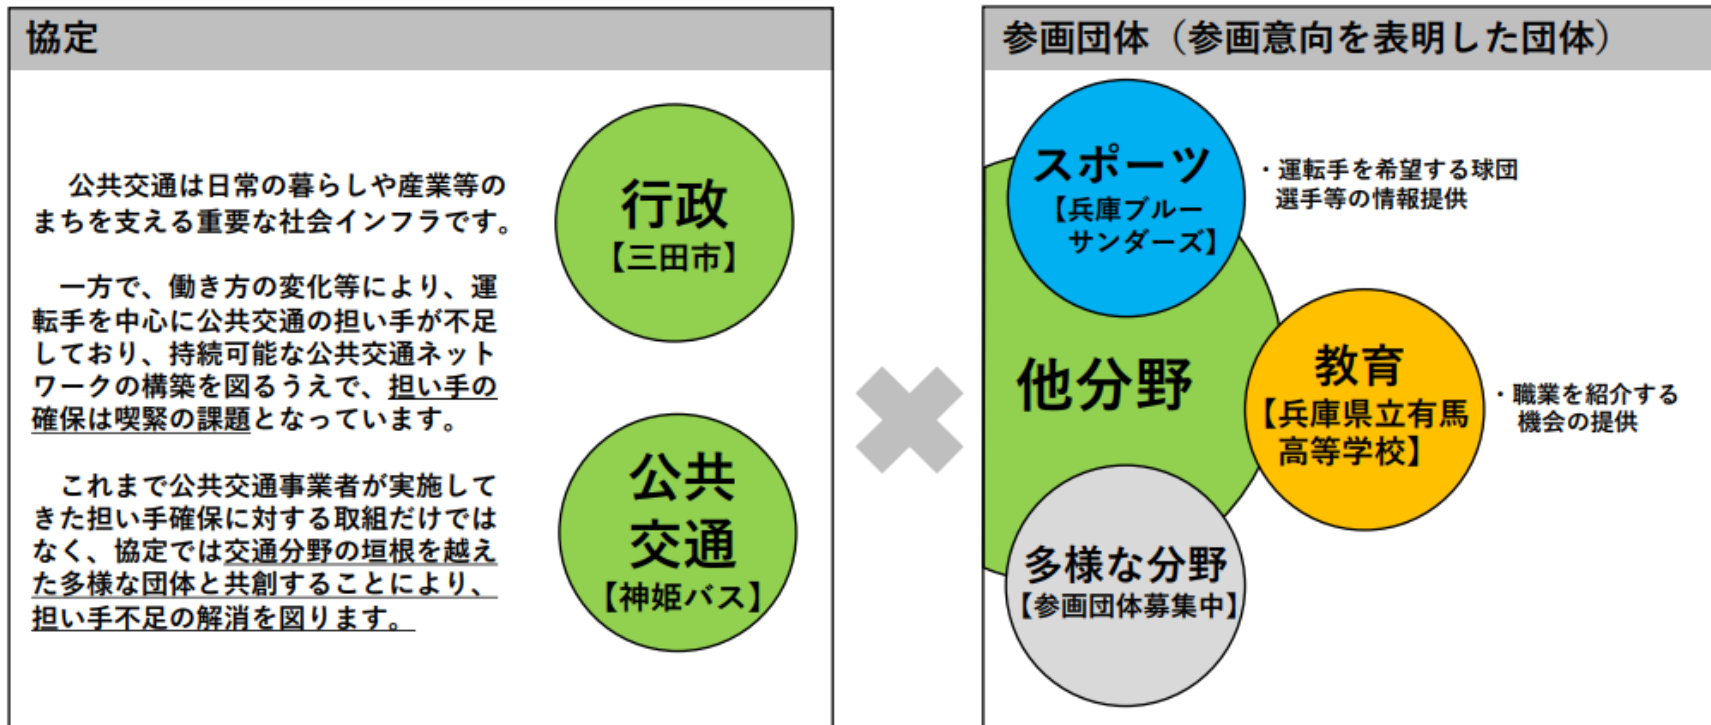 協定
公共交通は日常の暮らしや産業等の
まちを支える重要な社会インフラです。
一方で、働き方の変化等により、運
転手を中心に公共交通の担い手が不足
しており、持続可能な公共交通ネット
ワークの構築を図るうえで、担い手の
確保は喫緊の課題となっています。
これまで公共交通事業者が実施して
きた担い手確保に対する取組だけでは
なく、協定では交通分野の垣根を越え
た多様な団体と共創することにより、
担い手不足の解消を図ります。
行政
【三田市】
公共
交通
【神姫バス】
参画団体（参画意向を表明した団体）
スポーツ
【兵庫ブルー
サンダーズ】
・運転手を希望する球団
選手等の情報提供
他分野
教育
【兵庫県立有馬
高等学校】
・職業を紹介する
機会の提供
多様な分野
【参画団体募集中】